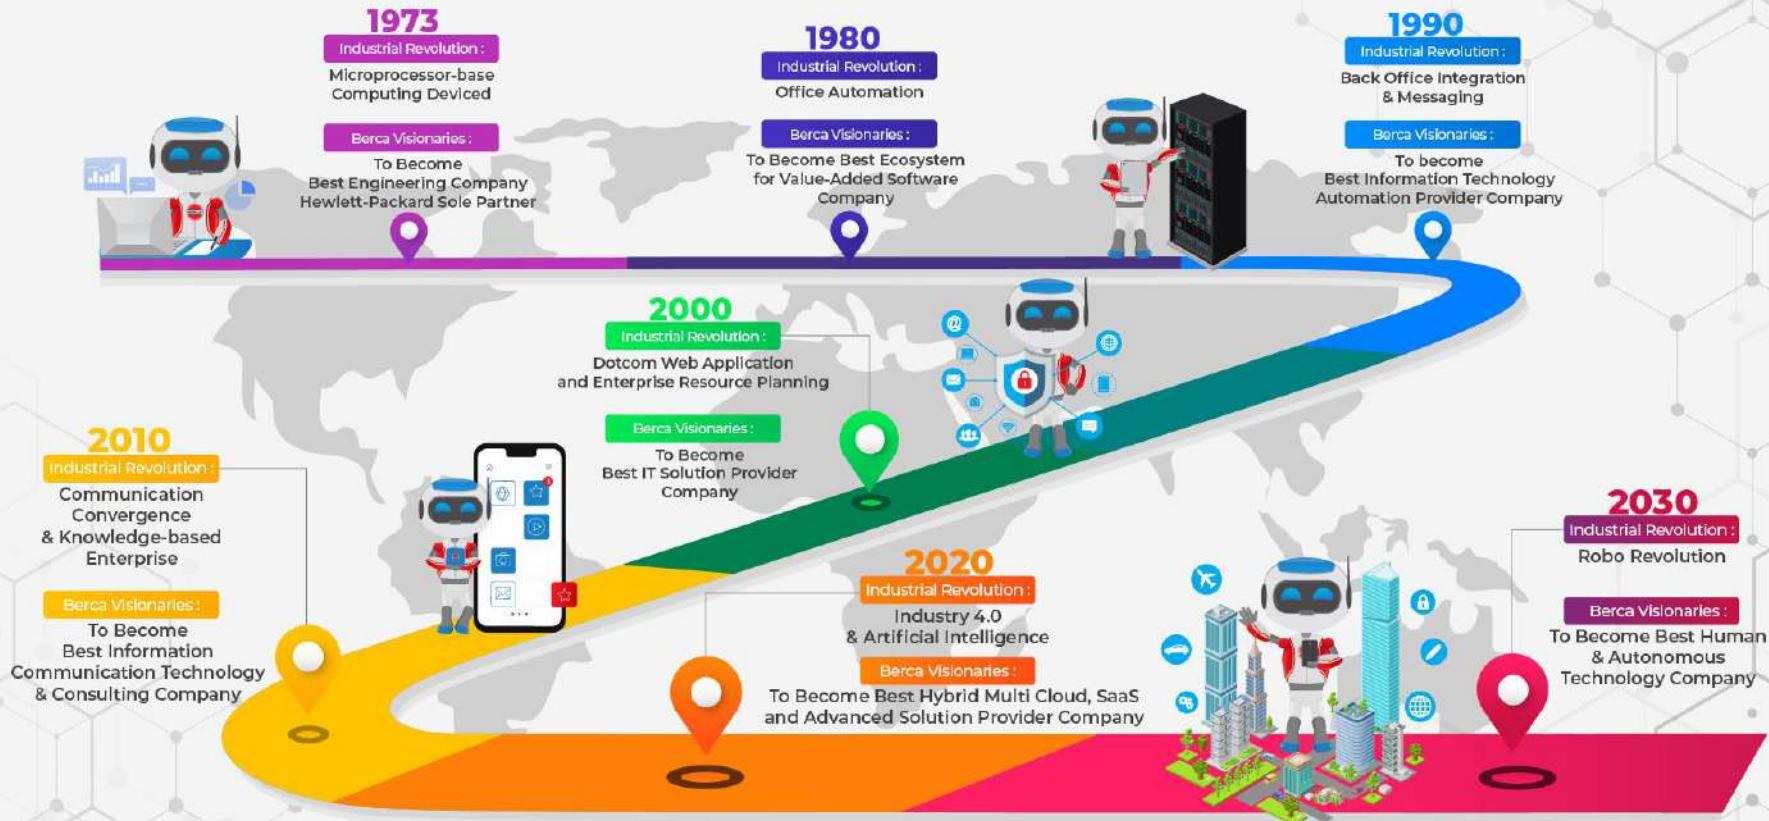 1973
Industrial Revolution :
Microprocessor-base
Computing Deviced
Berca Visionaries :
To Become
Best Engineering Company
Hewlett-Packard Sole Partner
1980
Industrial Revolution :
Office Automation
Berca Visionaries :
To Become Best Ecosystem
for Value-Added Software
Company
1990
Industrial Revolution :
Back Office Integration
& Messaging
Berca Visionaries :
To become
Best Information Technology
Automation Provider Company
2000
Industrial Revolution :
Dotcom Web Application
and Enterprise Resource Planning
Berca Visionaries :
To Become
Best IT Solution Provider
Company
2010
Industrial Revolution :
Communication
Convergence
& Knowledge-based
Enterprise
Berca Visionaries :
To Become
Best Information
Communication Technology
& Consulting Company
2020
Industrial Revolution :
Industry 4.0
& Artificial Intelligence
Berca Visionaries :
To Become Best Hybrid Multi Cloud, SaaS
and Advanced Solution Provider Company
2030
Industrial Revolution :
Robo Revolution
Berca Visionaries :
To Become Best Human
& Autonomous
Technology Company